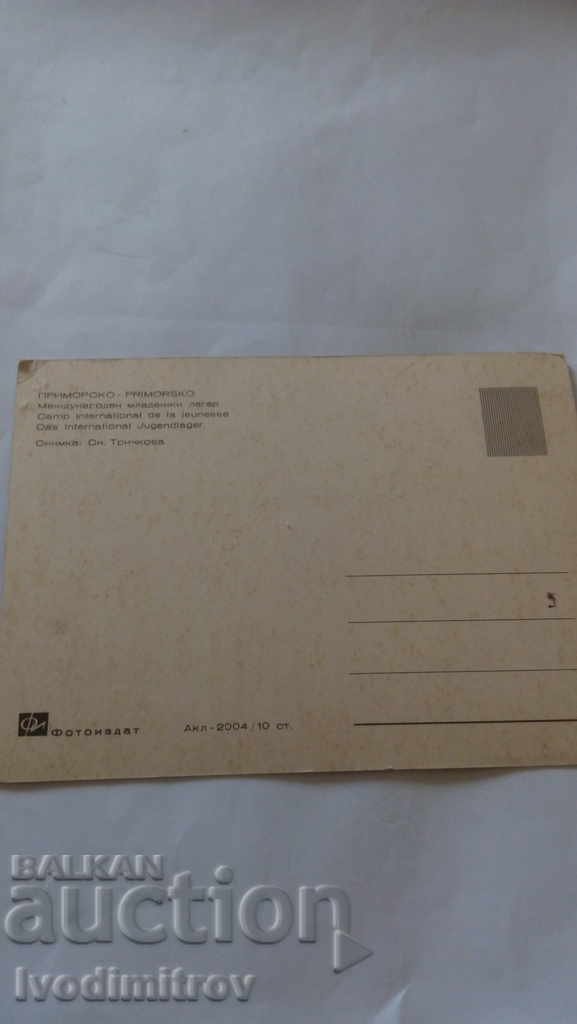 ПРИМОРСКО - PRIMORSKO
Международен младежки лагер
Camp international de la jeunesse
Das International Jugendlager
Снимка: Сн. Тричкова
Фотоиздат
Акл-2004/10 ст.
BALKAN
auction
Ivodimitrov